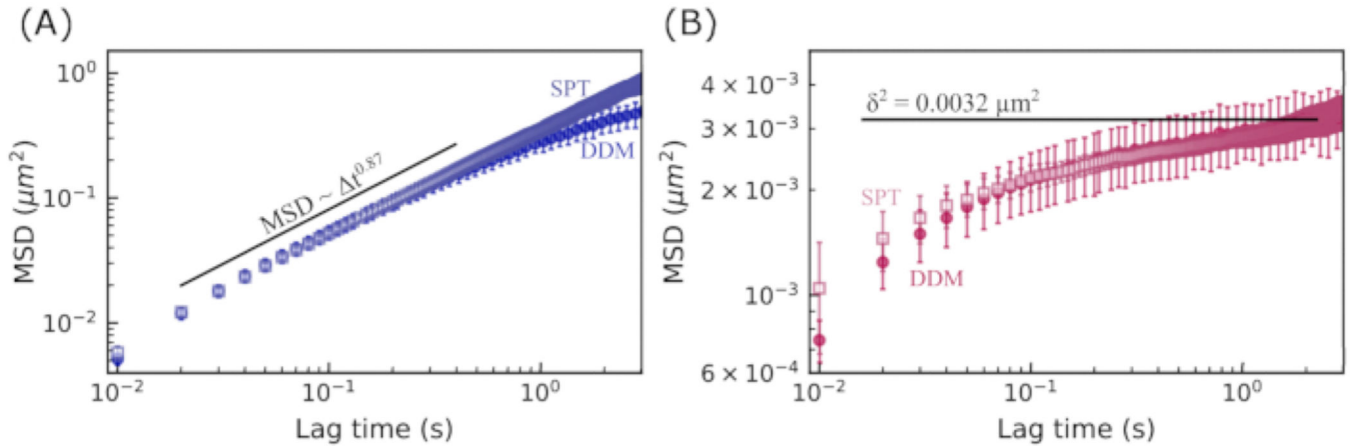 (A)
MSD (μm²)
10⁰
10⁻¹
10⁻²
SPT
DDM
MSD ~ Δt^0.87
10⁻² 10⁻¹ 10⁰
Lag time (s)
(B)
MSD (μm²)
4 × 10⁻³
3 × 10⁻³
2 × 10⁻³
10⁻³
6 × 10⁻⁴
δ² = 0.0032 μm²
SPT
DDM
10⁻² 10⁻¹ 10⁰
Lag time (s)